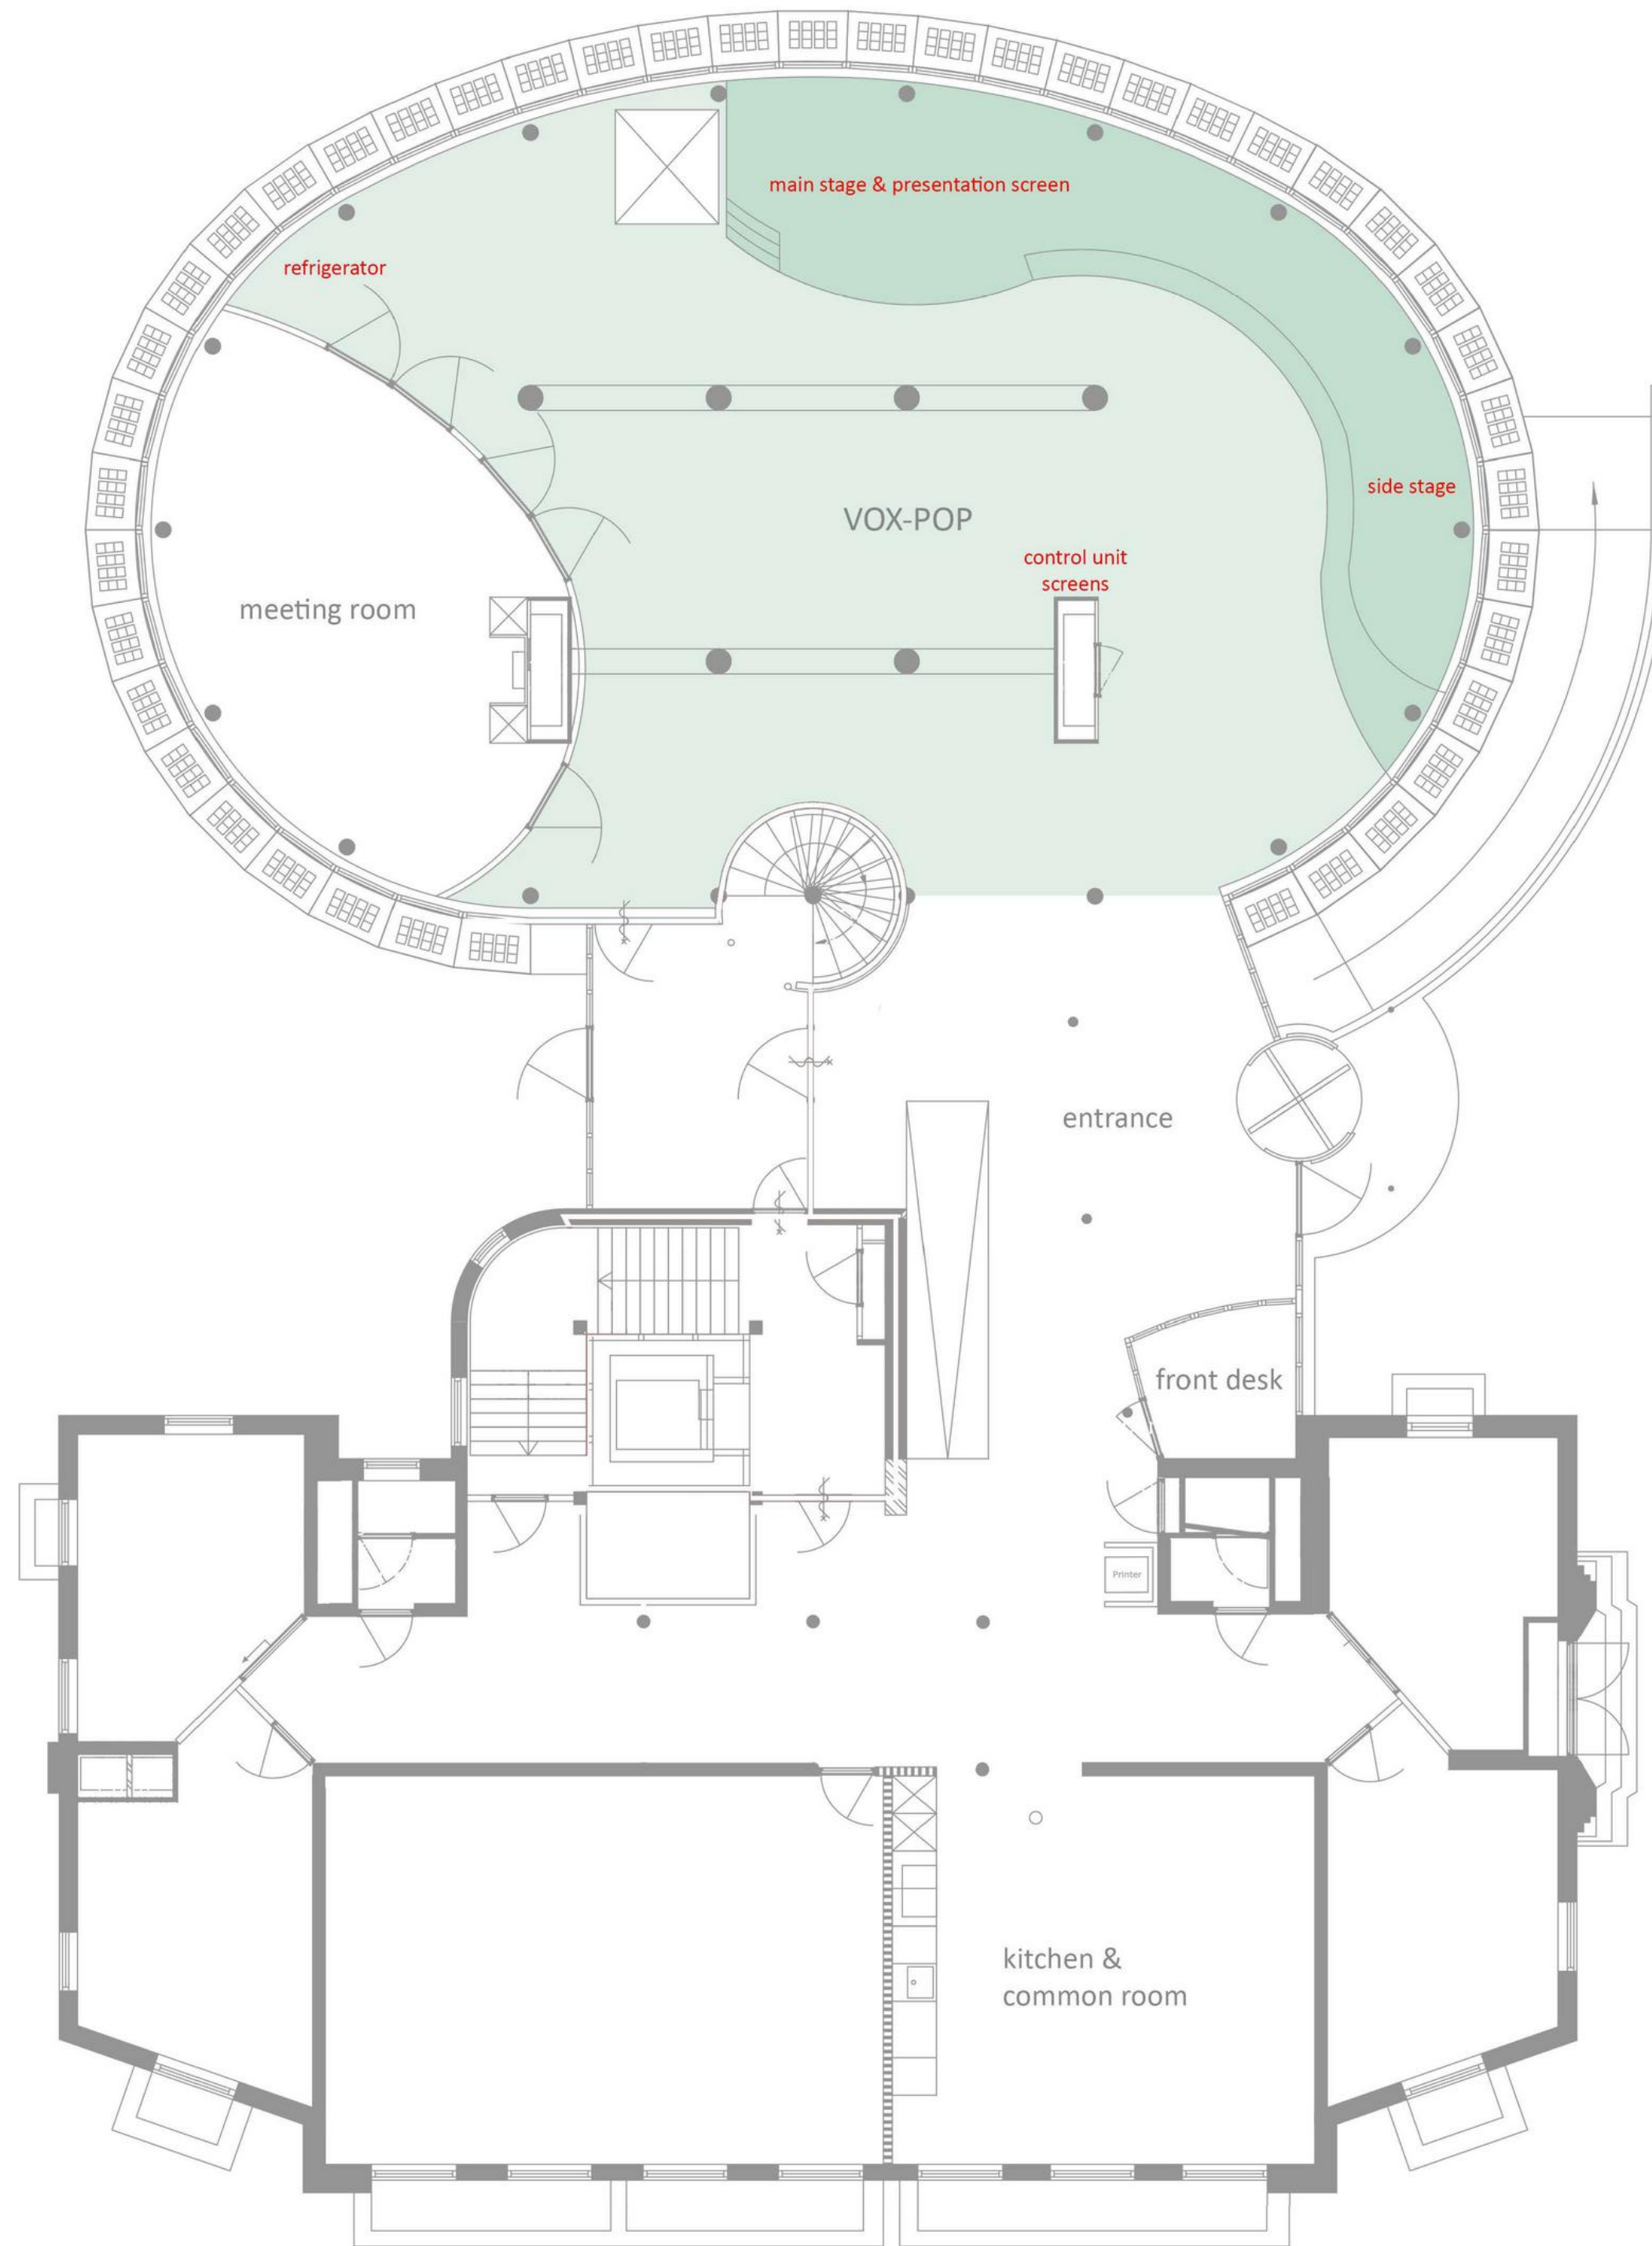 main stage & presentation screen
refrigerator
side stage
VOX-POP
control unit
screens
meeting room
entrance
front desk
Printer
kitchen &
common room